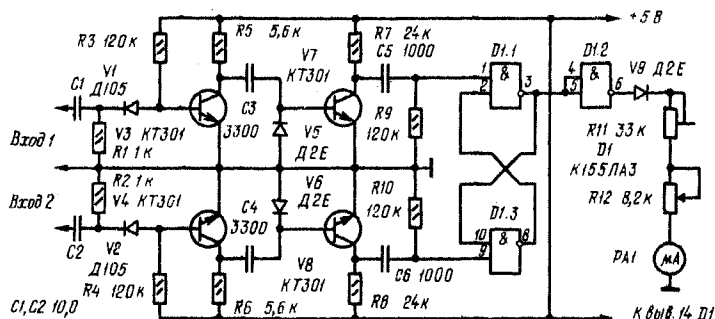 R3 120к
R5 5,6к
V7
КТ301
R7 24к
C5 1000
D1.1
D1.2
+5 В
V9 Д2Е
C1
V1
Д105
C3
3300
1
2
&
3
4
5
&
6
Вход 1
V3 КТ301
R1 1к
V5
Д2Е
R9
120к
R11 33к
D1
К155ЛА3
Вход 2
R2 1к
V4 КТ301
C4
3300
V6
Д2Е
R10
120к
D1.3
R12 8,2к
C2
V2
Д105
R4 120к
V8
КТ301
C6 1000
10
9
&
8
PA1
мА
C1,C2 10,0
R6 5,6к
R8 24к
К выв. 14 D1